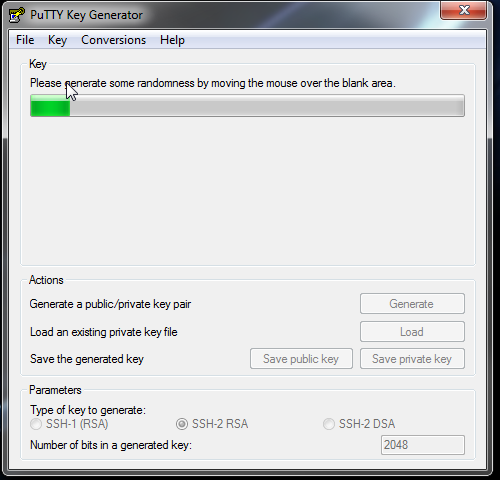 PuTTY Key Generator
File Key Conversions Help
Key
Please generate some randomness by moving the mouse over the blank area.
Actions
Generate a public/private key pair
Generate
Load an existing private key file
Load
Save the generated key
Save public key
Save private key
Parameters
Type of key to generate:
SSH-1 (RSA)
SSH-2 RSA
SSH-2 DSA
Number of bits in a generated key:
2048